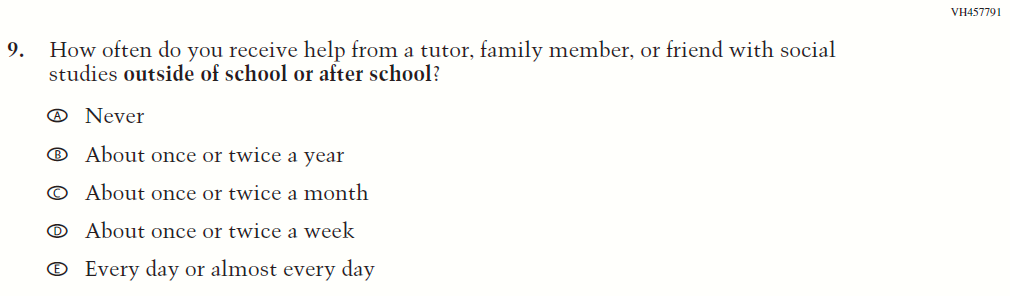 VH457791
9. How often do you receive help from a tutor, family member, or friend with social
studies outside of school or after school?
A Never
B About once or twice a year
C About once or twice a month
D About once or twice a week
E Every day or almost every day